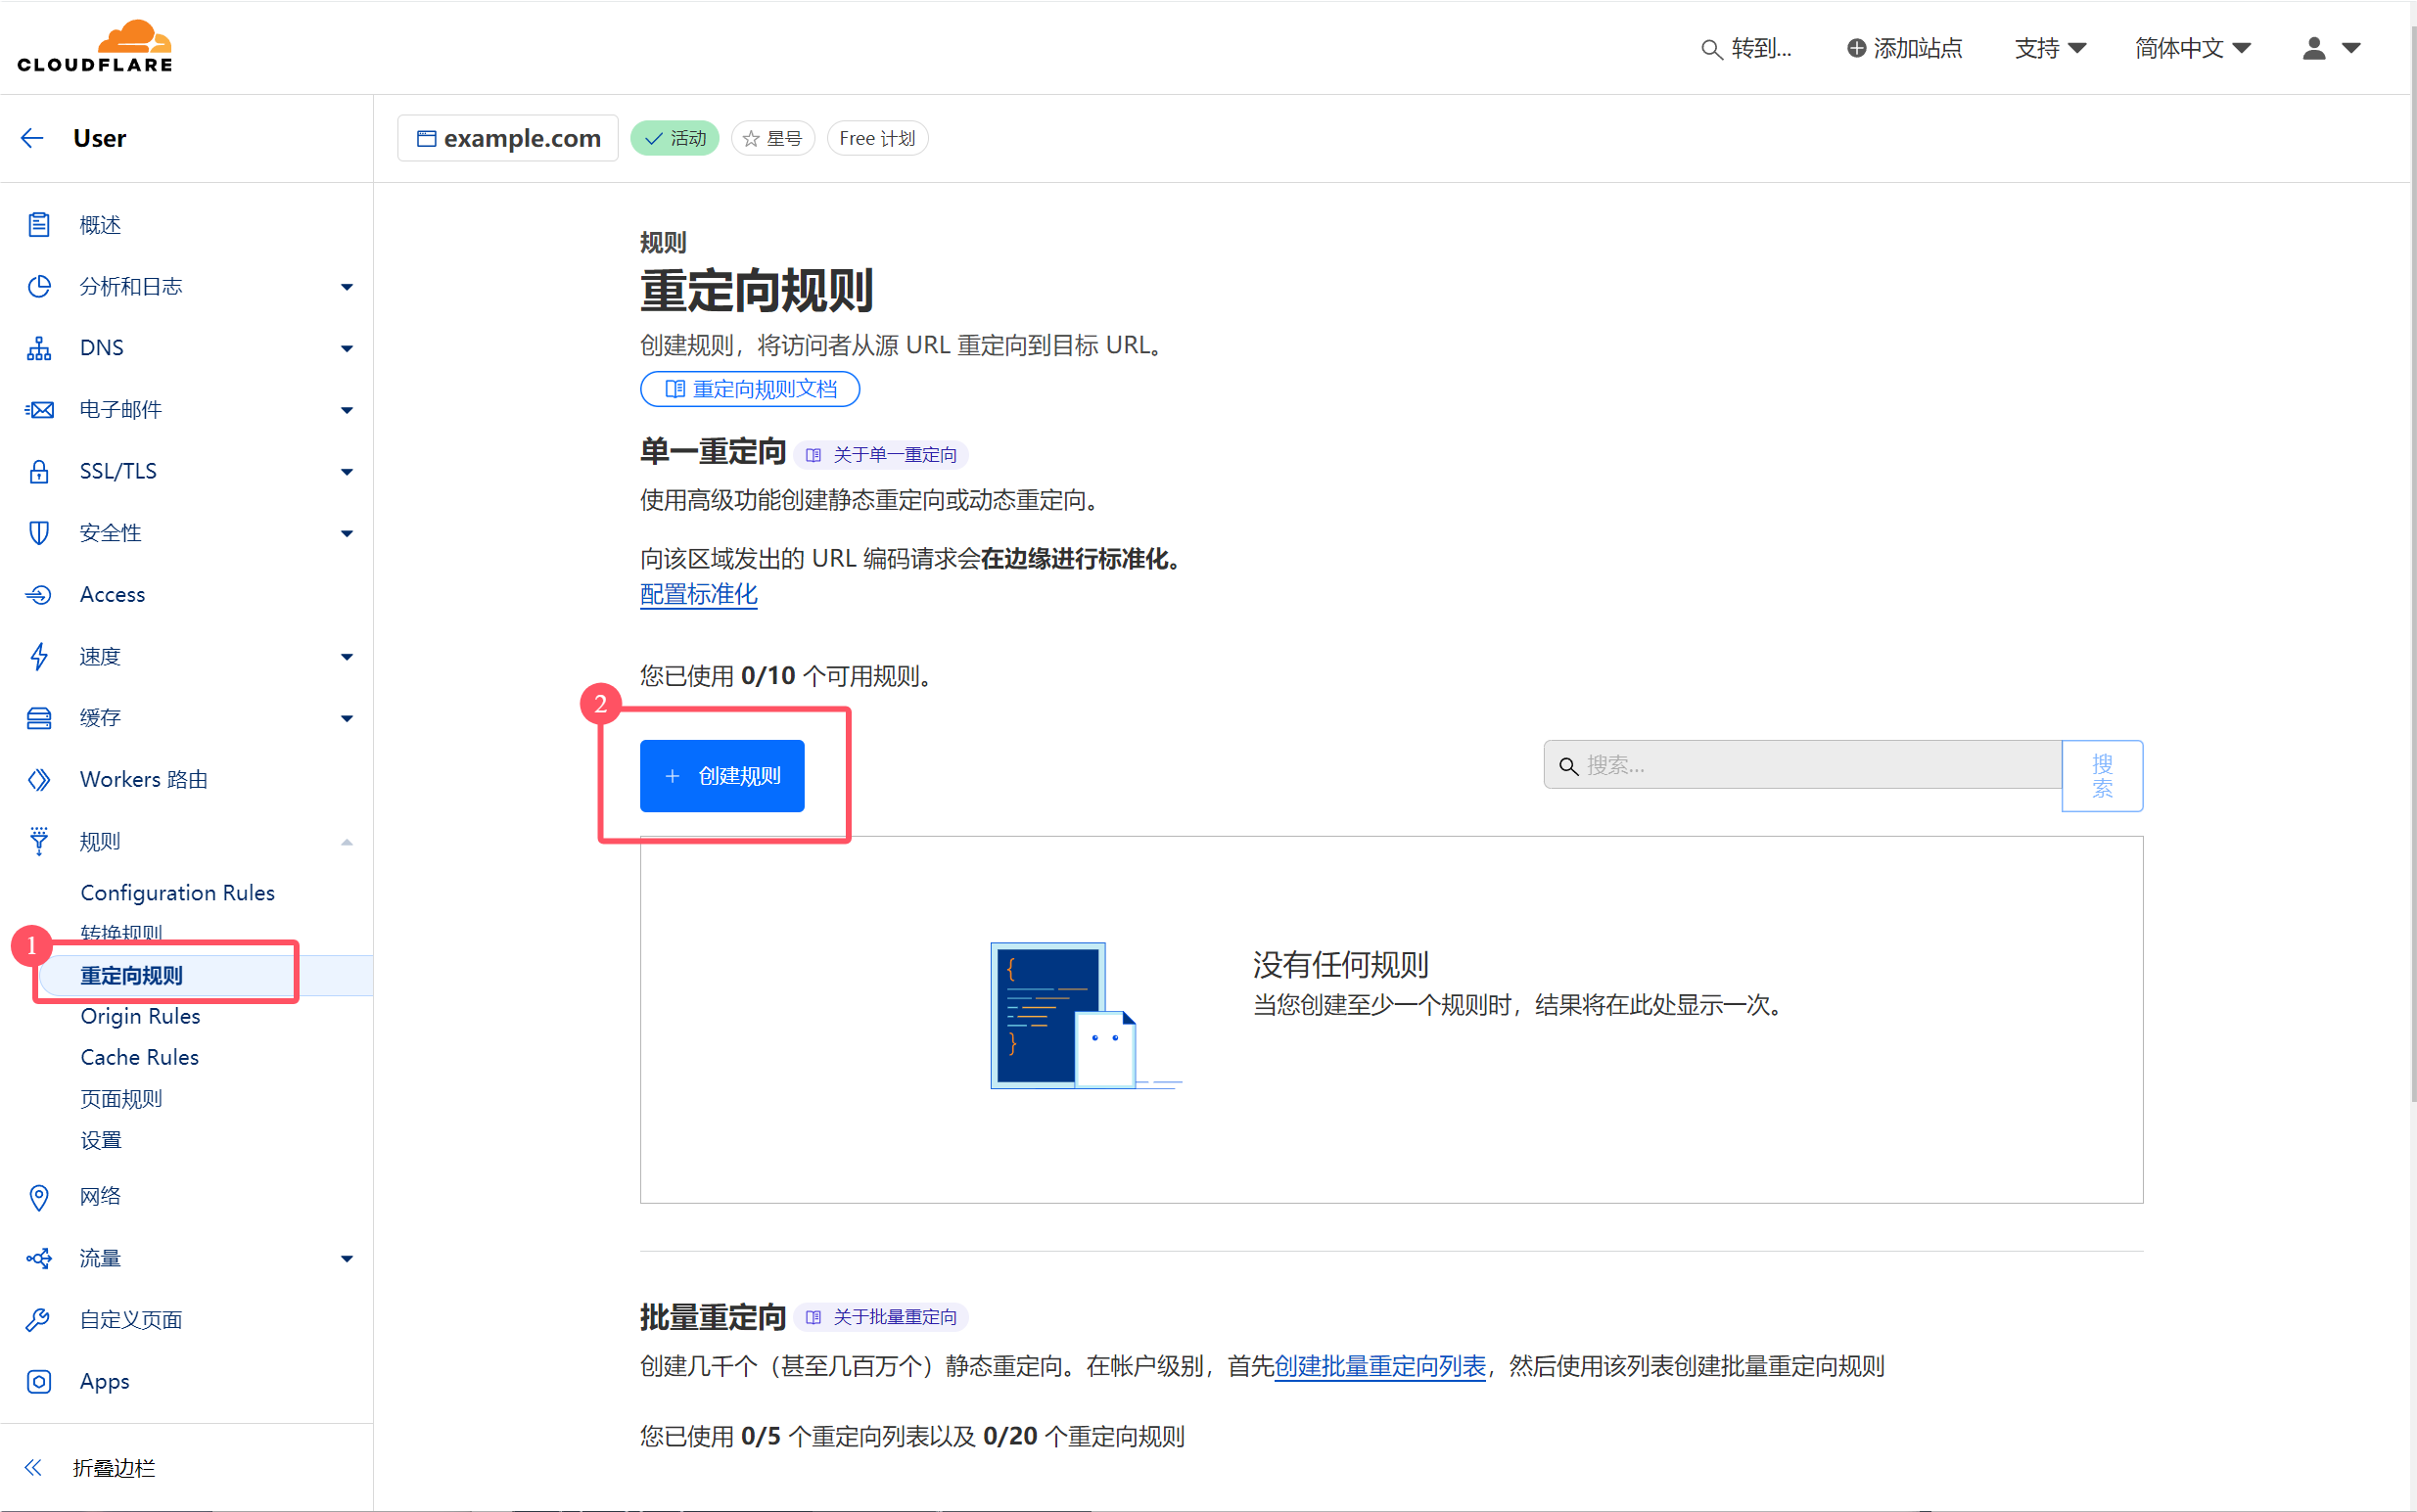 CLOUDFLARE
转到...
添加站点
支持
简体中文
User
example.com
活动
星号
Free 计划
概述
分析和日志
DNS
电子邮件
SSL/TLS
安全性
Access
速度
缓存
Workers 路由
规则
Configuration Rules
转换规则
1
重定向规则
Origin Rules
Cache Rules
页面规则
设置
网络
流量
自定义页面
Apps
折叠边栏
规则
重定向规则
创建规则，将访问者从源 URL 重定向到目标 URL。
重定向规则文档
单一重定向
关于单一重定向
使用高级功能创建静态重定向或动态重定向。
向该区域发出的 URL 编码请求会在边缘进行标准化。
配置标准化
您已使用 0/10 个可用规则。
2
+ 创建规则
搜索...
搜
索
{
}
没有任何规则
当您创建至少一个规则时，结果将在此处显示一次。
批量重定向
关于批量重定向
创建几千个（甚至几百万个）静态重定向。在帐户级别，首先创建批量重定向列表，然后使用该列表创建批量重定向规则
您已使用 0/5 个重定向列表以及 0/20 个重定向规则